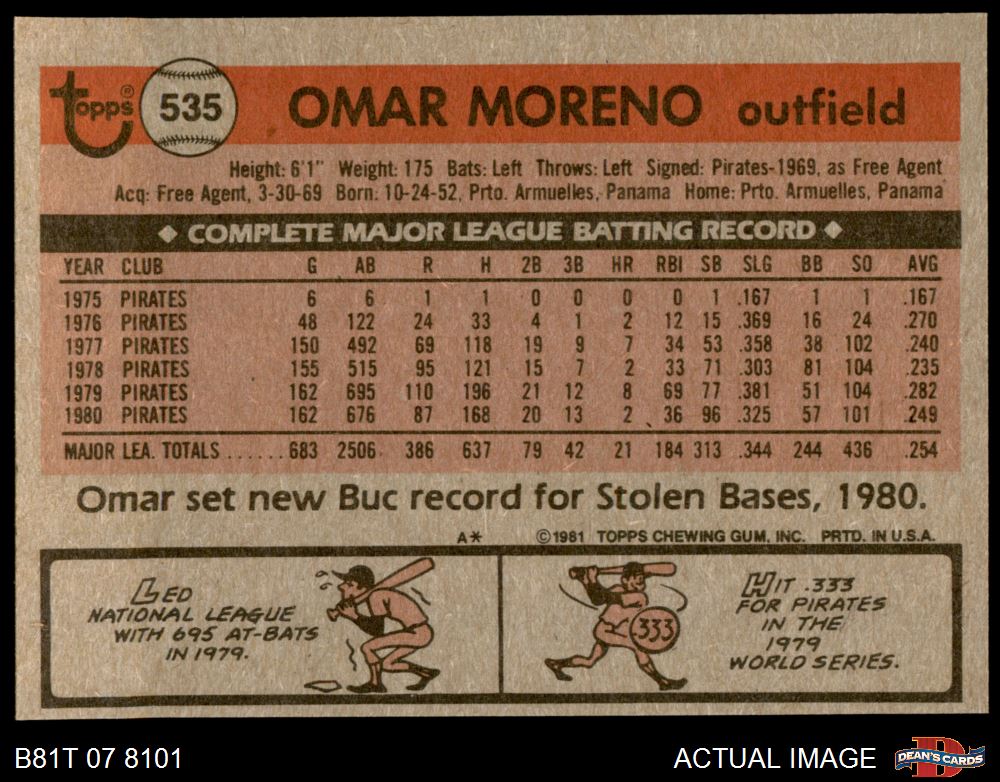 topps®
535
OMAR MORENO outfield
Height: 6'1" Weight: 175 Bats: Left Throws: Left Signed: Pirates-1969, as Free Agent
Acq: Free Agent, 3-30-69 Born: 10-24-52, Prto. Armuelles, Panama Home: Prto. Armuelles, Panama
◆ COMPLETE MAJOR LEAGUE BATTING RECORD ◆
YEAR CLUB G AB R H 2B 3B HR RBI SB SLG BB SO AVG
1975 PIRATES 6 6 1 1 0 0 0 0 1 .167 1 1 .167
1976 PIRATES 48 122 24 33 4 1 2 12 15 .369 16 24 .270
1977 PIRATES 150 492 69 118 19 9 7 34 53 .358 38 102 .240
1978 PIRATES 155 515 95 121 15 7 2 33 71 .303 81 104 .235
1979 PIRATES 162 695 110 196 21 12 8 69 77 .381 51 104 .282
1980 PIRATES 162 676 87 168 20 13 2 36 96 .325 57 101 .249
MAJOR LEA. TOTALS ...... 683 2506 386 637 79 42 21 184 313 .344 244 436 .254
Omar set new Buc record for Stolen Bases, 1980.
A* ©1981 TOPPS CHEWING GUM, INC. PRTD. IN U.S.A.
LED
NATIONAL LEAGUE
WITH 695 AT-BATS
IN 1979.
333
HIT .333
FOR PIRATES
IN THE
1979
WORLD SERIES.
B81T 07 8101
ACTUAL IMAGE
D
DEAN'S CARDS